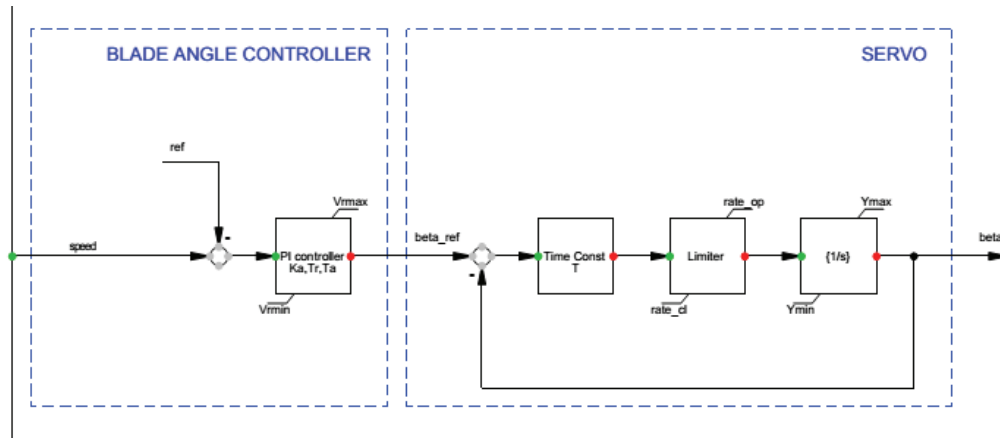 BLADE ANGLE CONTROLLER
SERVO
ref
Vrmax
rate_op
Ymax
speed
-
beta_ref
beta
PI controller
Ka,Tr,Ta
-
Time Const
T
Limiter
{1/s}
Vrmin
rate_cl
Ymin